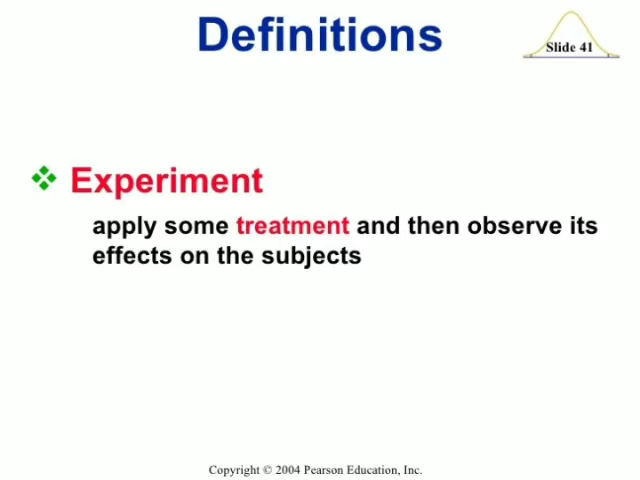 Definitions
Slide 41
Experiment
apply some treatment and then observe its
effects on the subjects
Copyright © 2004 Pearson Education, Inc.